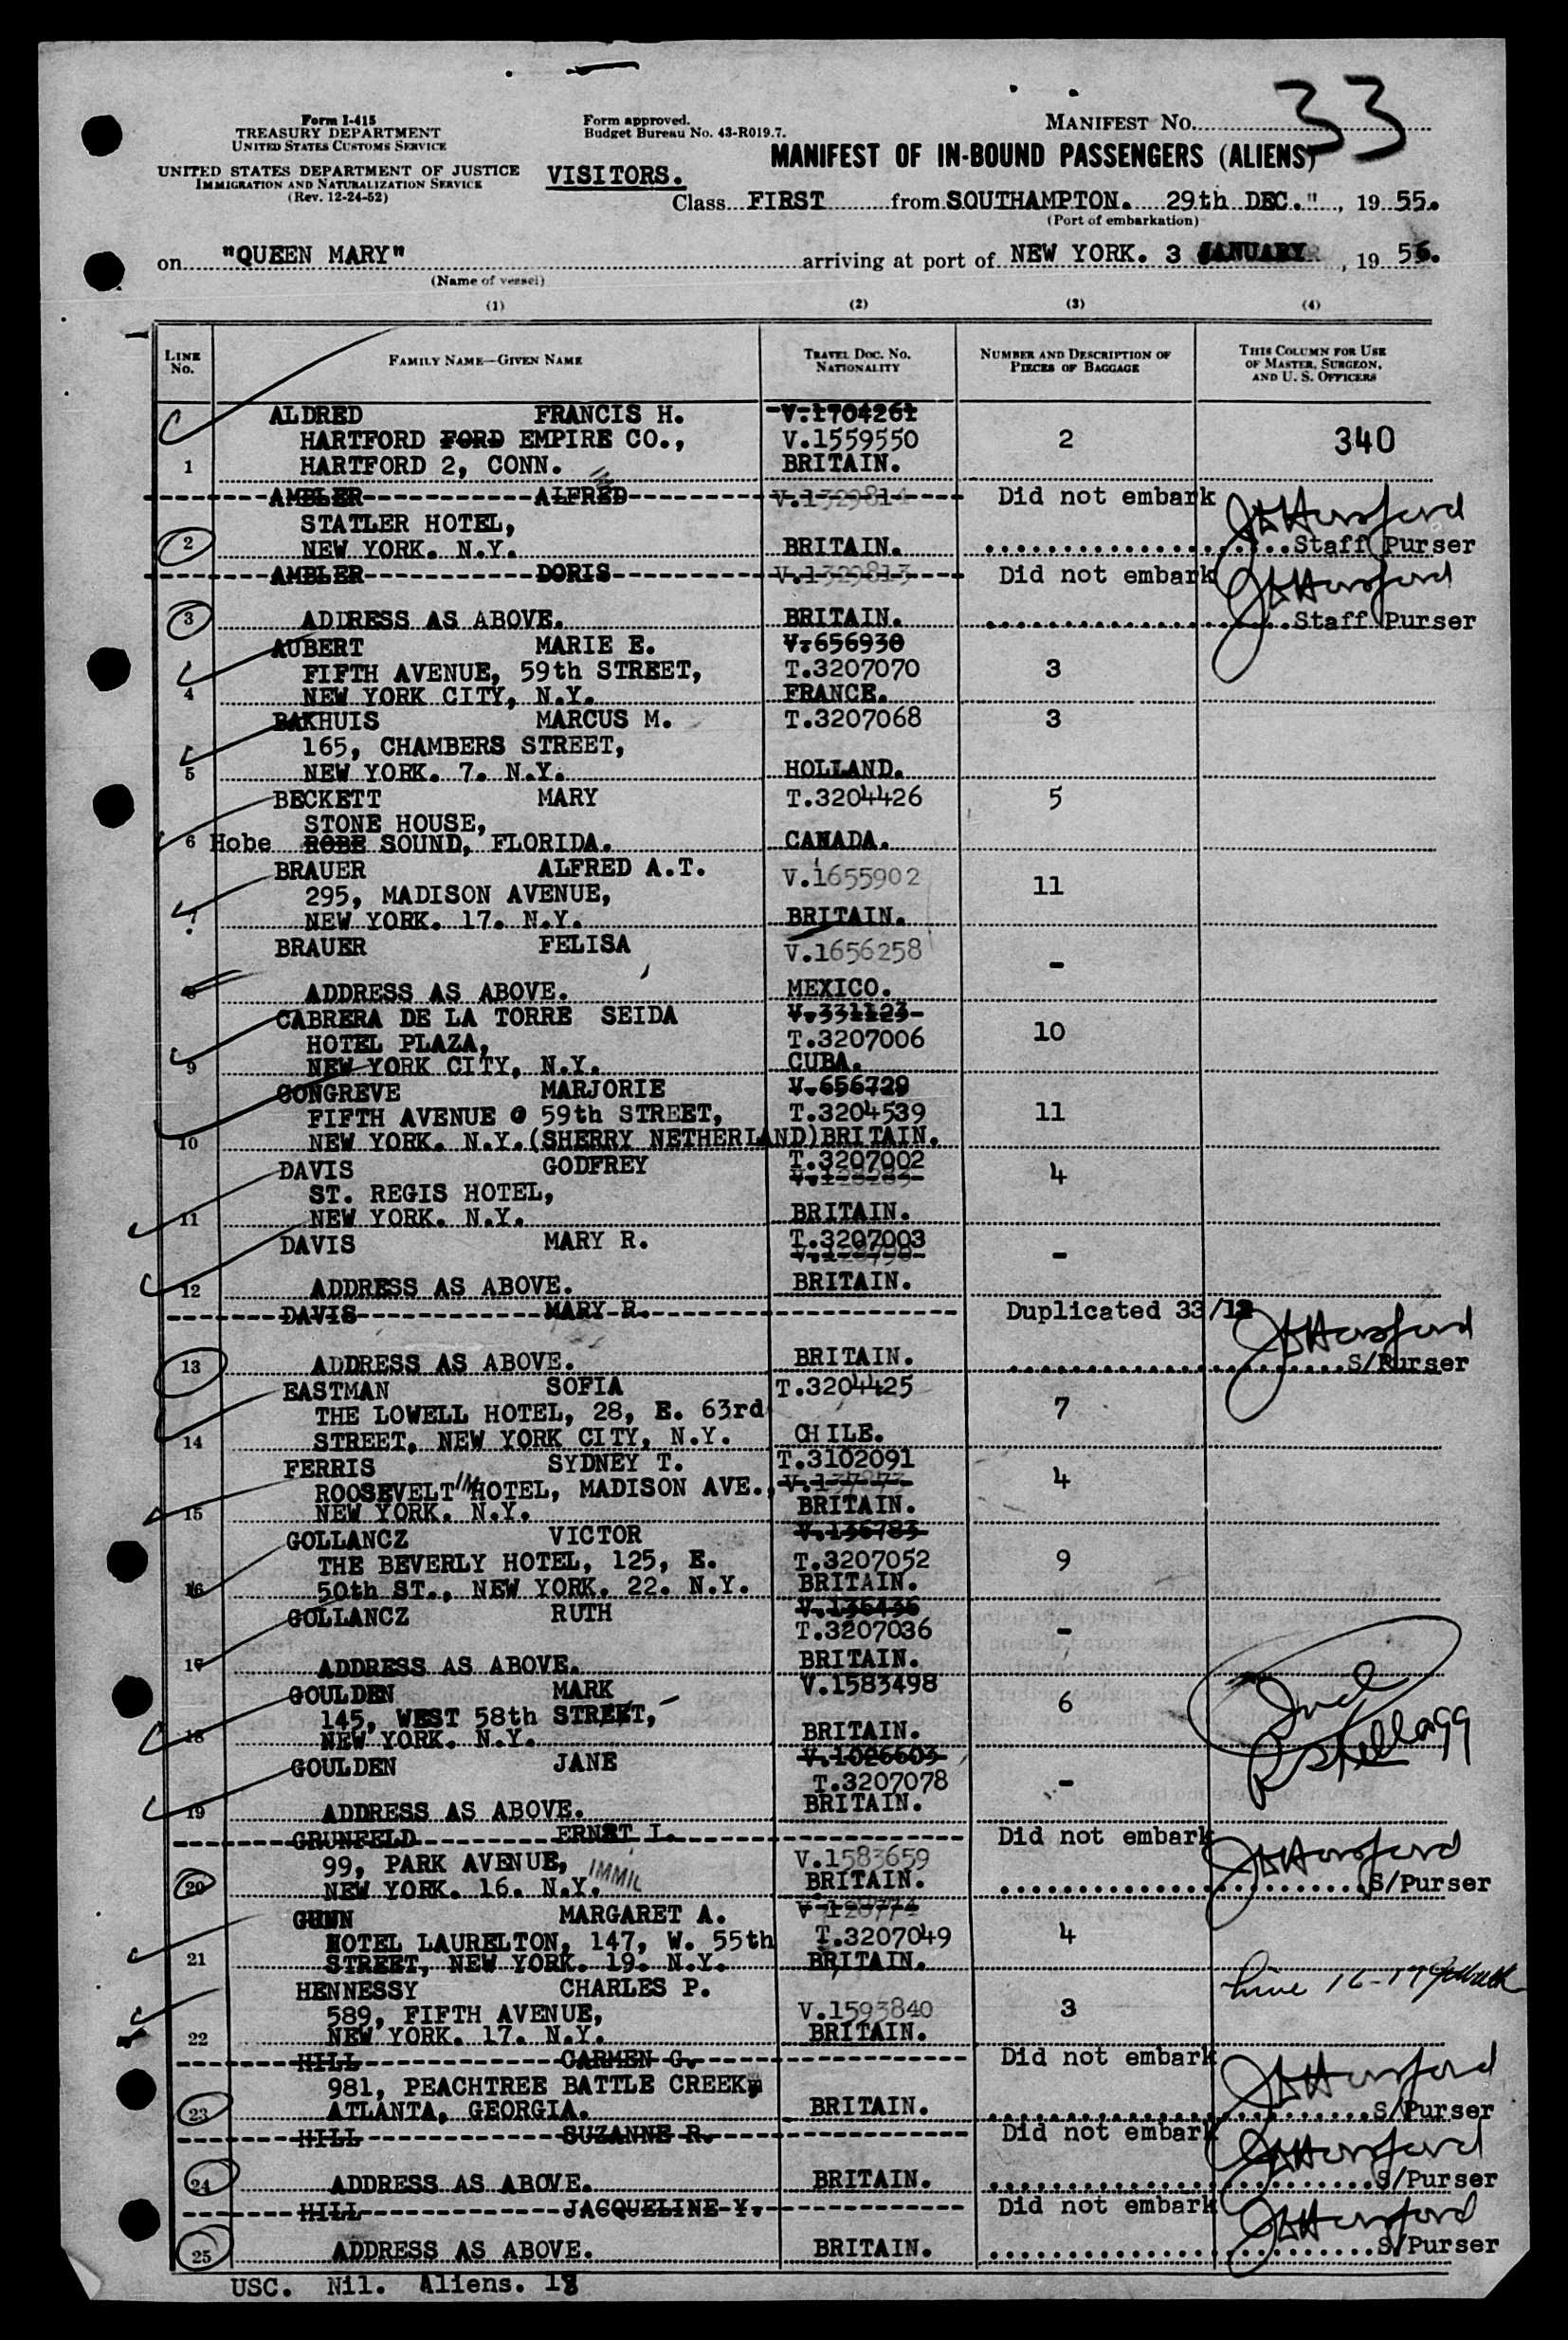 33
Form I-415
TREASURY DEPARTMENT
UNITED STATES CUSTOMS SERVICE
UNITED STATES DEPARTMENT OF JUSTICE
IMMIGRATION AND NATURALIZATION SERVICE
(Rev. 12-24-52)
Form approved.
Budget Bureau No. 43-R019.7.
MANIFEST NO.
VISITORS.
MANIFEST OF IN-BOUND PASSENGERS (ALIENS)
Class FIRST from SOUTHAMPTON. 29th DEC." , 19 55.
(Port of embarkation)
on "QUEEN MARY" arriving at port of NEW YORK. 3 JANUARY , 19 56.
(Name of vessel)
(1) (2) (3) (4)
LINE NO.
FAMILY NAME—GIVEN NAME
TRAVEL DOC. NO. NATIONALITY
NUMBER AND DESCRIPTION OF PIECES OF BAGGAGE
THIS COLUMN FOR USE OF MASTER, SURGEON, AND U. S. OFFICERS
ALDRED FRANCIS H. V.1704261
HARTFORD FORD EMPIRE CO., V.1559550 2 340
1 HARTFORD 2, CONN. BRITAIN.
AMBLER ALFRED V.1329814 Did not embark
STATLER HOTEL,
2 NEW YORK. N.Y. BRITAIN. Staff Purser
AMBLER DORIS V.1329813 Did not embark
3 ADDRESS AS ABOVE. BRITAIN. Staff Purser
AUBERT MARIE E. V.656930
FIFTH AVENUE, 59th STREET, T.3207070 3
4 NEW YORK CITY, N.Y. FRANCE.
BAKHUIS MARCUS M. T.3207068 3
165, CHAMBERS STREET,
5 NEW YORK. 7. N.Y. HOLLAND.
BECKETT MARY T.3204426 5
STONE HOUSE,
6 Hobe ROBE SOUND, FLORIDA. CANADA.
BRAUER ALFRED A.T. V.1655902 11
295, MADISON AVENUE,
7 NEW YORK. 17. N.Y. BRITAIN.
BRAUER FELISA V.1656258 -
8 ADDRESS AS ABOVE. MEXICO.
CABRERA DE LA TORRE SEIDA V.331123
HOTEL PLAZA, T.3207006 10
9 NEW YORK CITY, N.Y. CUBA.
CONGREVE MARJORIE V.656729
FIFTH AVENUE @ 59th STREET, T.3204539 11
10 NEW YORK. N.Y.(SHERRY NETHERLAND)BRITAIN.
DAVIS GODFREY T.3207002 4
ST. REGIS HOTEL,
11 NEW YORK. N.Y. BRITAIN.
DAVIS MARY R. T.3207003 -
12 ADDRESS AS ABOVE. BRITAIN.
DAVIS MARY R. Duplicated 33/12
13 ADDRESS AS ABOVE. BRITAIN. S/Purser
EASTMAN SOFIA T.3204425
THE LOWELL HOTEL, 28, E. 63rd 7
14 STREET, NEW YORK CITY, N.Y. CHILE.
FERRIS SYDNEY T. T.3102091
ROOSEVELT HOTEL, MADISON AVE., 4
15 NEW YORK. N.Y. BRITAIN.
GOLLANCZ VICTOR V.136783
THE BEVERLY HOTEL, 125, E. T.3207052 9
16 50th ST., NEW YORK. 22. N.Y. BRITAIN.
GOLLANCZ RUTH V.136436
T.3207036 -
17 ADDRESS AS ABOVE. BRITAIN.
GOULDEN MARK V.1583498
145, WEST 58th STREET, 6
18 NEW YORK. N.Y. BRITAIN.
GOULDEN JANE V.1026603
T.3207078 -
19 ADDRESS AS ABOVE. BRITAIN.
GRUNFELD ERNST I. Did not embark
99, PARK AVENUE, IMMIG V.1583659
20 NEW YORK. 16. N.Y. BRITAIN. S/Purser
GUNN MARGARET A.
HOTEL LAURELTON, 147, W. 55th T.3207049 4
21 STREET, NEW YORK. 19. N.Y. BRITAIN.
Line 16-17
HENNESSY CHARLES P.
589, FIFTH AVENUE, V.1593840 3
22 NEW YORK. 17. N.Y. BRITAIN.
HILL CARMEN G. Did not embark
981, PEACHTREE BATTLE CREEK,
23 ATLANTA, GEORGIA. BRITAIN. S/Purser
HILL SUZANNE R. Did not embark
24 ADDRESS AS ABOVE. BRITAIN. S/Purser
HILL JACQUELINE Y. Did not embark
25 ADDRESS AS ABOVE. BRITAIN. S/Purser
USC. Nil. Aliens. 18